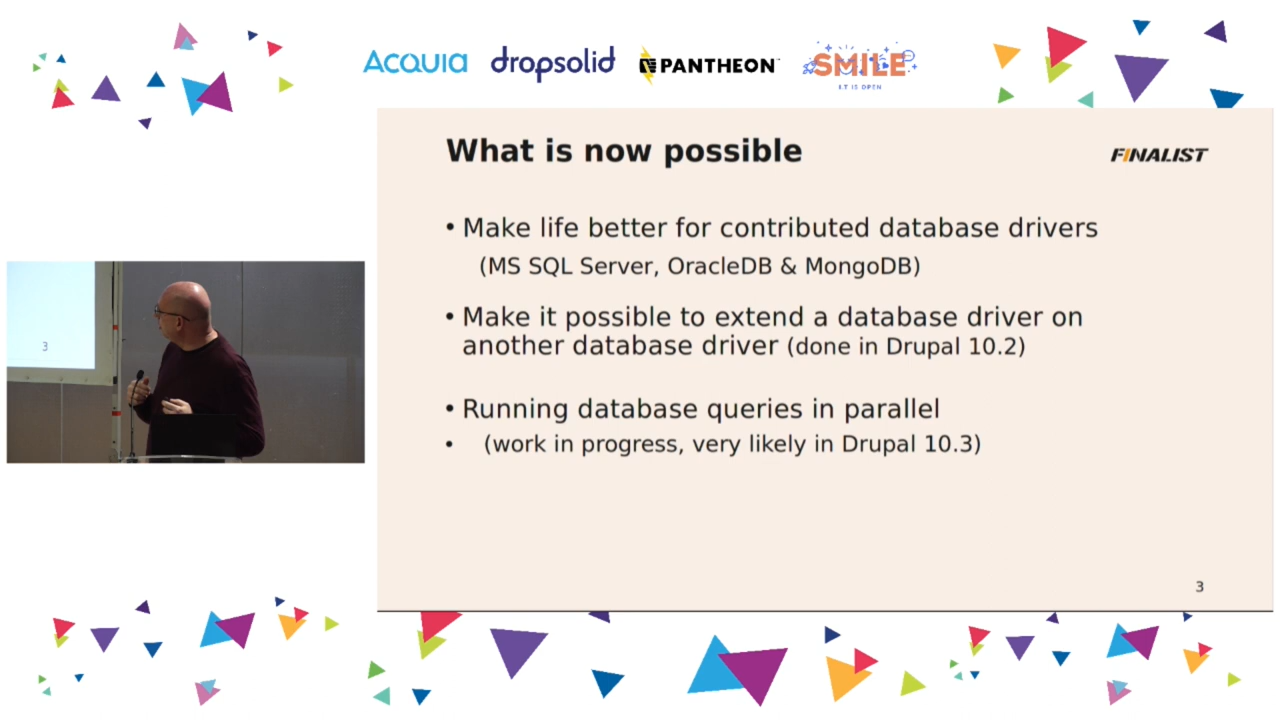 ACQUIA
dropsolid
PANTHEON
SMILE
I.T IS OPEN
What is now possible
FINALIST
• Make life better for contributed database drivers
(MS SQL Server, OracleDB & MongoDB)
• Make it possible to extend a database driver on
another database driver (done in Drupal 10.2)
• Running database queries in parallel
• (work in progress, very likely in Drupal 10.3)
3
3